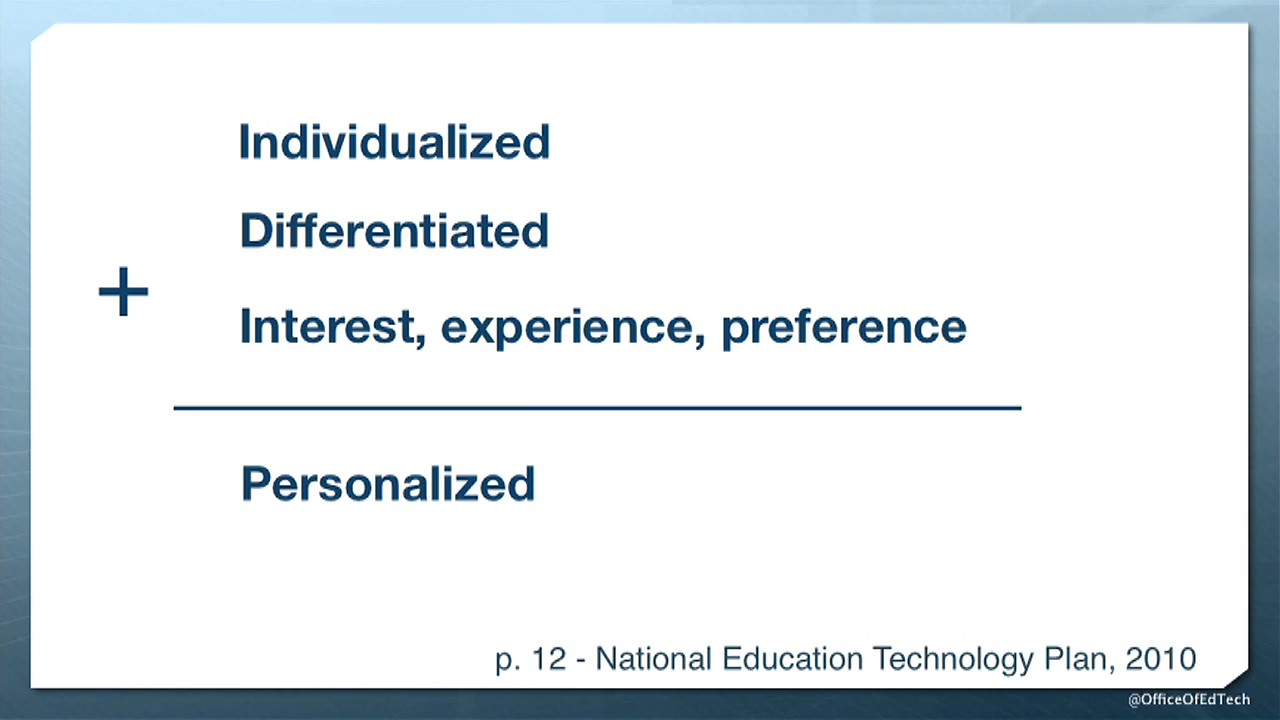 Individualized
Differentiated
+
Interest, experience, preference
Personalized
p. 12 - National Education Technology Plan, 2010
@OfficeOfEdTech